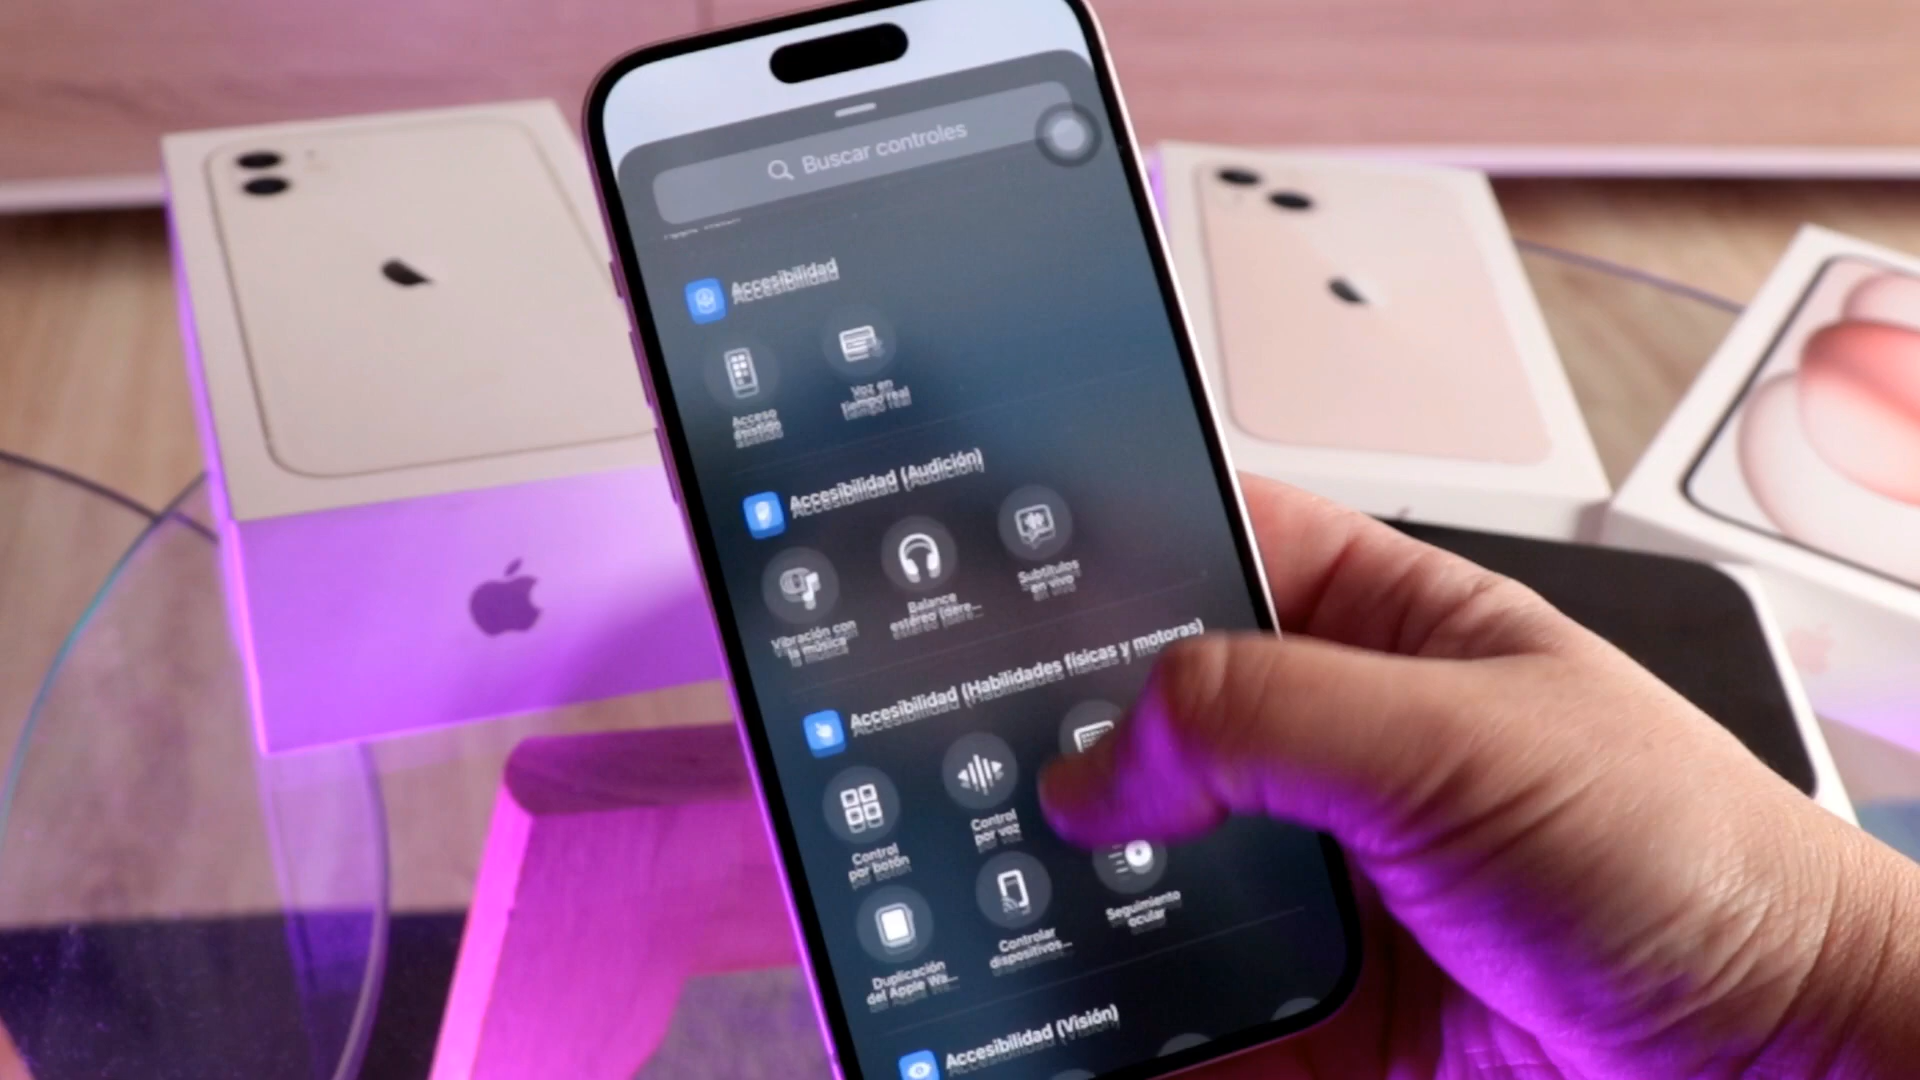 Buscar controles
Accesibilidad
Acceso
asistido
Voz en
tiempo real
Accesibilidad (Audición)
Vibración con
la música
Balance
estéreo (dere...
Subtítulos
en vivo
Accesibilidad (Habilidades físicas y motoras)
Control
por botón
Control
por voz
Duplicación
del Apple Wa...
Controlar
dispositivos...
Seguimiento
ocular
Accesibilidad (Visión)